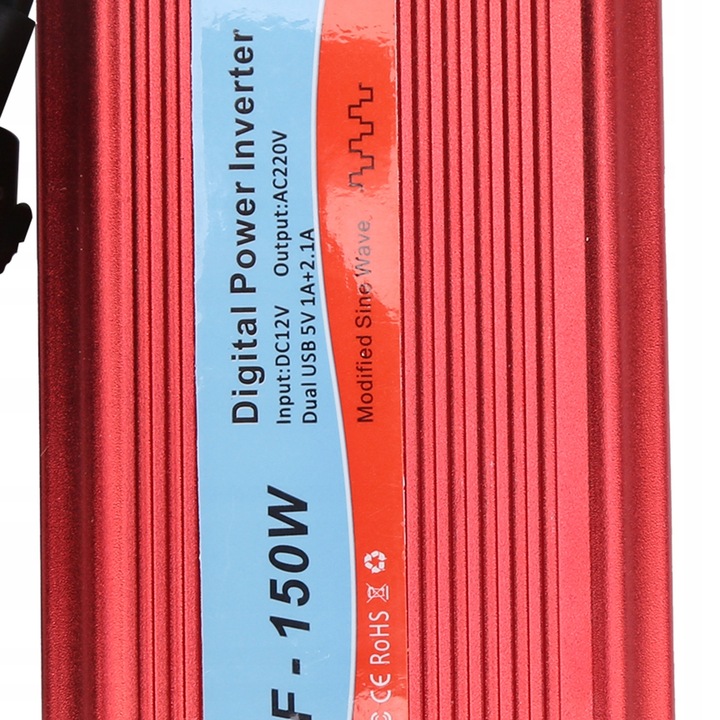 Digital Power Inverter
Input:DC12V Output:AC220V
Dual USB 5V 1A+2.1A
Modified Sine Wave
F - 150W
CE RoHS